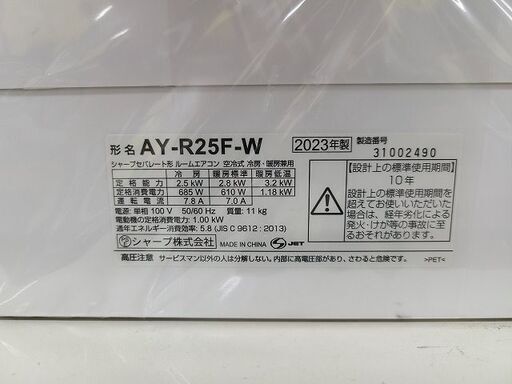 形 名 AY-R25F-W 2023年製 製造番号
31002490
シャープセパレート形 ルームエアコン 空冷式 冷房・暖房兼用
冷 房 暖房標準 暖房低温
定 格 能 力 2.5 kW 2.8 kW 3.2 kW
定格消費電力 685 W 610 W 1.18 kW
運 転 電 流 7.8 A 7.0 A
電源: 単相 100 V 50/60 Hz 質量: 11 kg
電動機の定格消費電力: 1.00 kW
通年エネルギー消費効率: 5.8 (JIS C 9612 : 2013)
シャープ株式会社 MADE IN CHINA JET
【設計上の標準使用期間】
10年
設計上の標準使用期間を
超えてお使いいただいた
場合は、経年劣化による
発火・けが等の事故に至
るおそれがあります。
高圧注意 サービスマン以外の人は分解しない。内部に高電圧部があり、さわると危険です。 >PET<